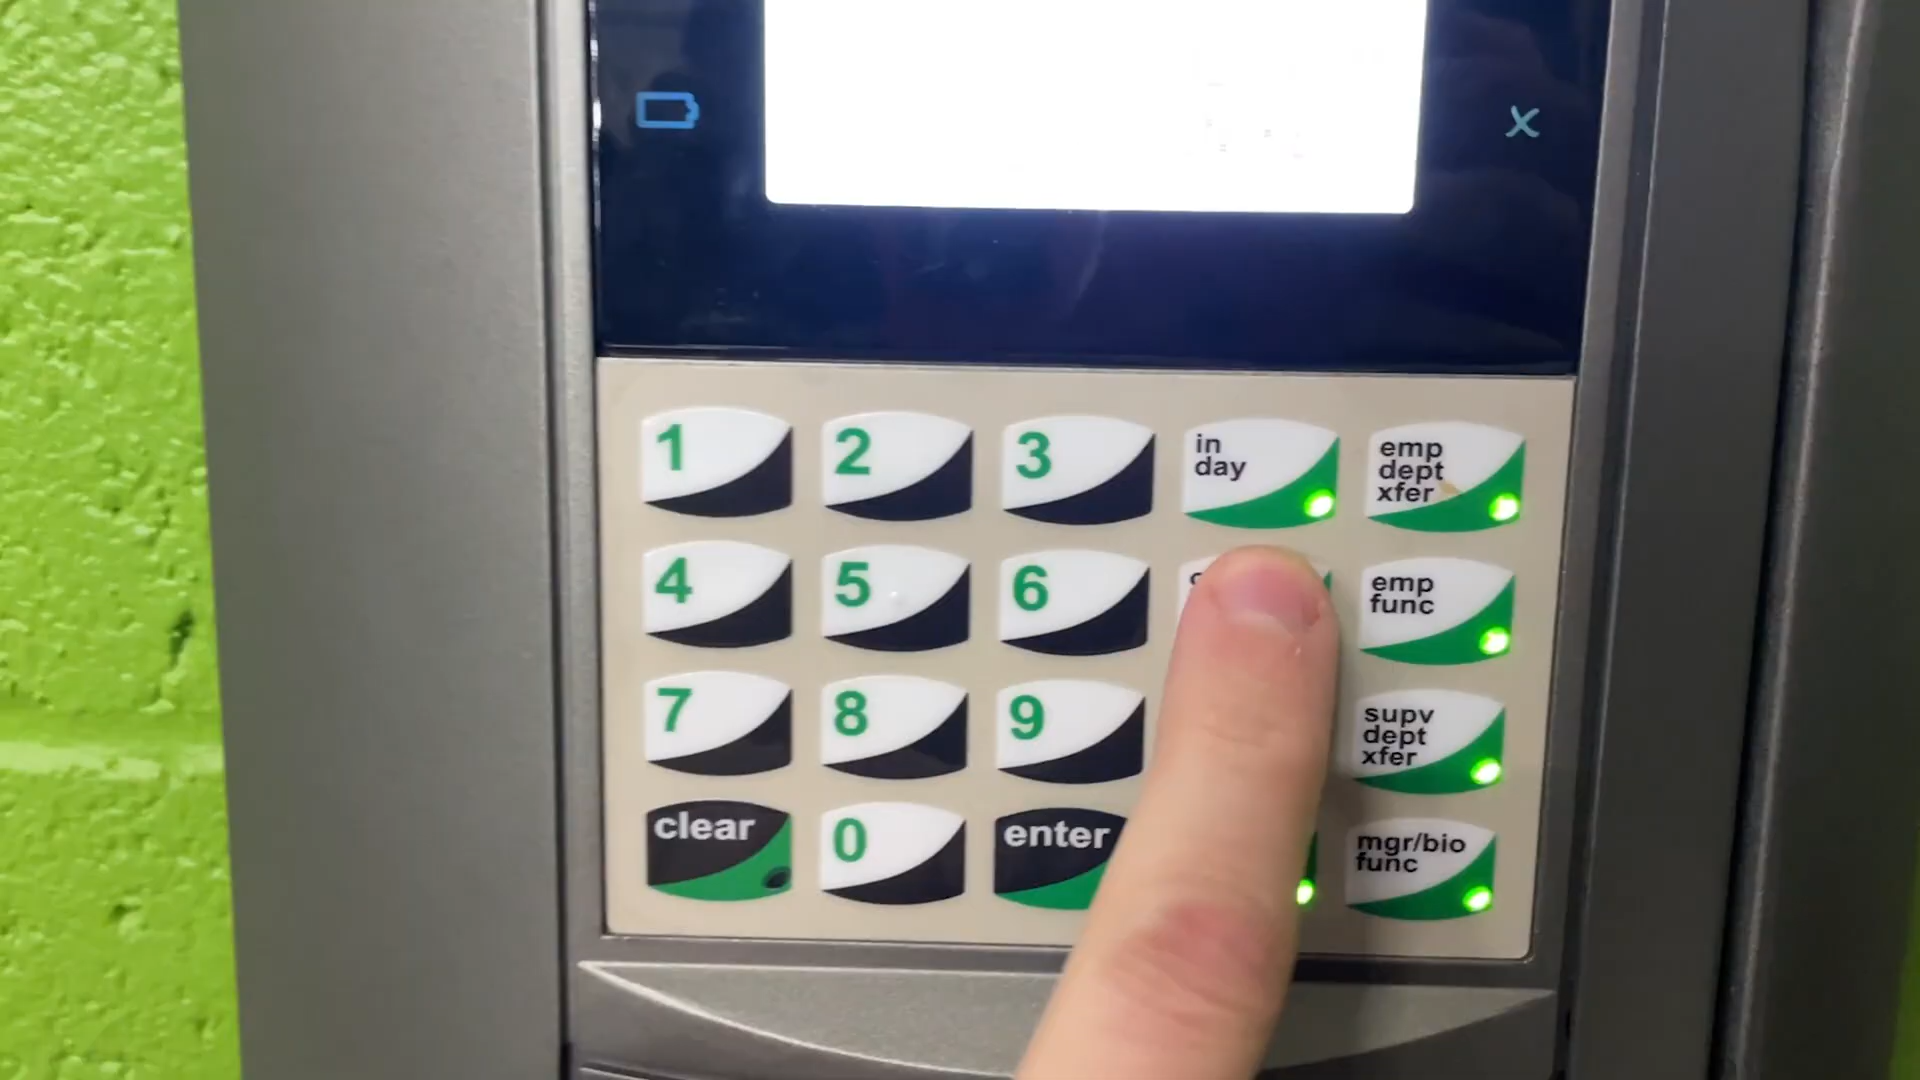 1
2
3
in
day
emp
dept
xfer
4
5
6
emp
func
7
8
9
supv
dept
xfer
clear
0
enter
mgr/bio
func